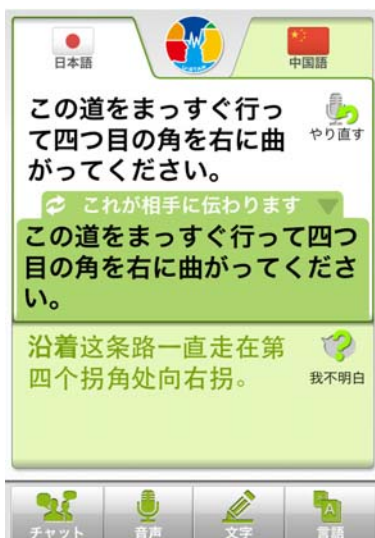 日本語
中国語
この道をまっすぐ行っ
て四つ目の角を右に曲
がってください。
やり直す
これが相手に伝わります
この道をまっすぐ行って四つ
目の角を右に曲がってくださ
い。
沿着这条路一直走在第
四个拐角处向右拐。
我不明白
チャット
音声
文字
言語